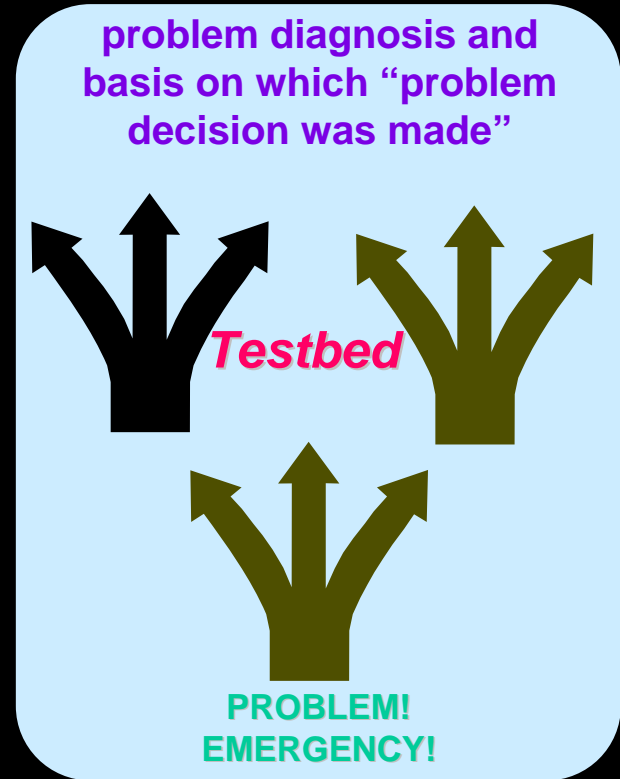 problem diagnosis and
basis on which “problem
decision was made”
Testbed
PROBLEM!
EMERGENCY!